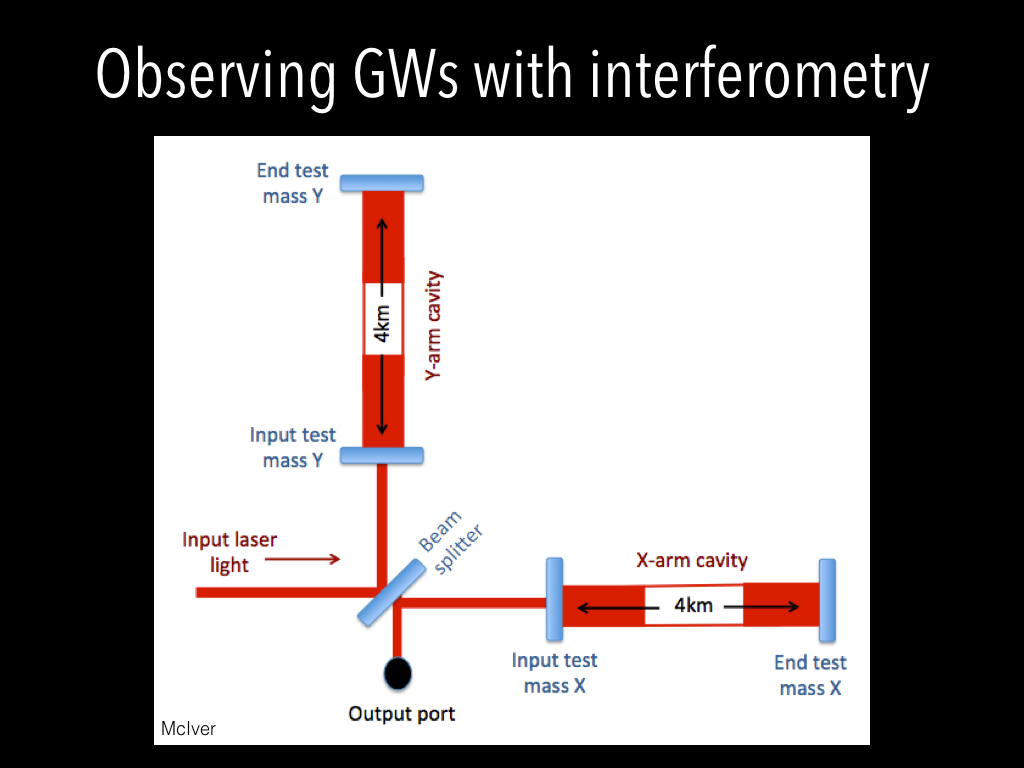 Observing GWs with interferometry
End test
mass Y
4km
Y-arm cavity
Input test
mass Y
Input laser
light
Beam
splitter
X-arm cavity
4km
Input test
mass X
End test
mass X
Output port
McIver